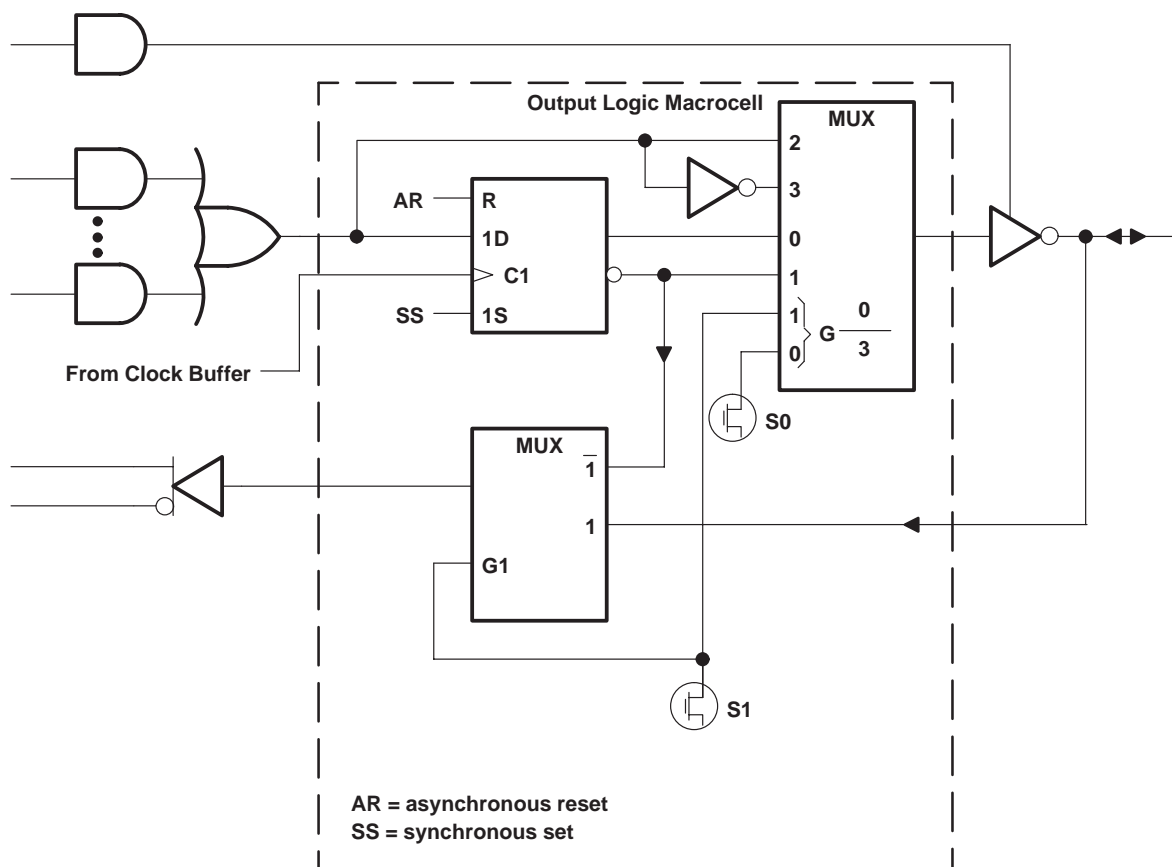 Output Logic Macrocell
MUX
2
3
AR
R
1D
0
C1
1
SS
1S
1
0
G
0
3
From Clock Buffer
S0
MUX
1̅
1
G1
S1
AR = asynchronous reset
SS = synchronous set